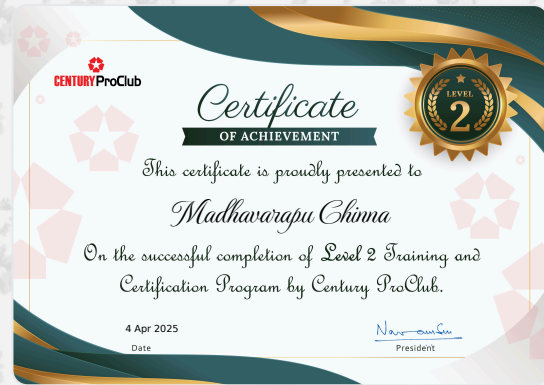 CENTURY ProClub
LEVEL
2
Certificate
OF ACHIEVEMENT
This certificate is proudly presented to
Madhavarapu Chinna
On the successful completion of Level 2 Training and
Certification Program by Century ProClub.
4 Apr 2025
Date
President